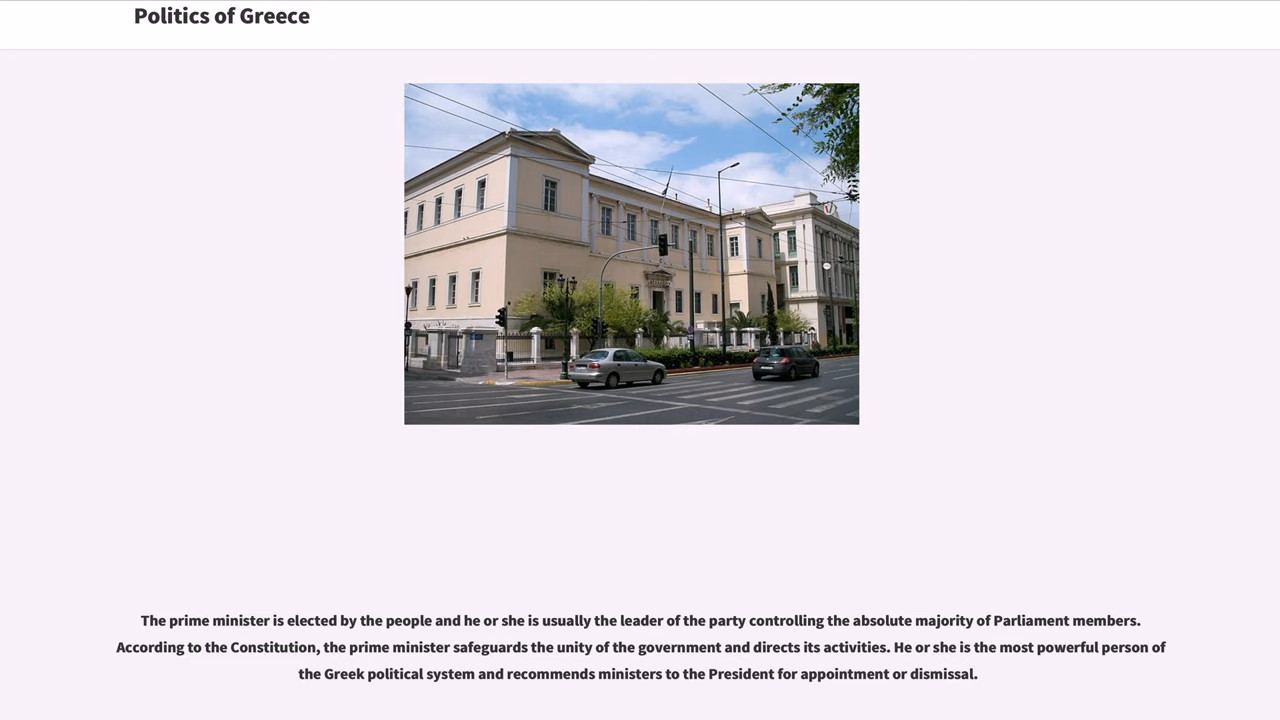 Politics of Greece
The prime minister is elected by the people and he or she is usually the leader of the party controlling the absolute majority of Parliament members.
According to the Constitution, the prime minister safeguards the unity of the government and directs its activities. He or she is the most powerful person of
the Greek political system and recommends ministers to the President for appointment or dismissal.